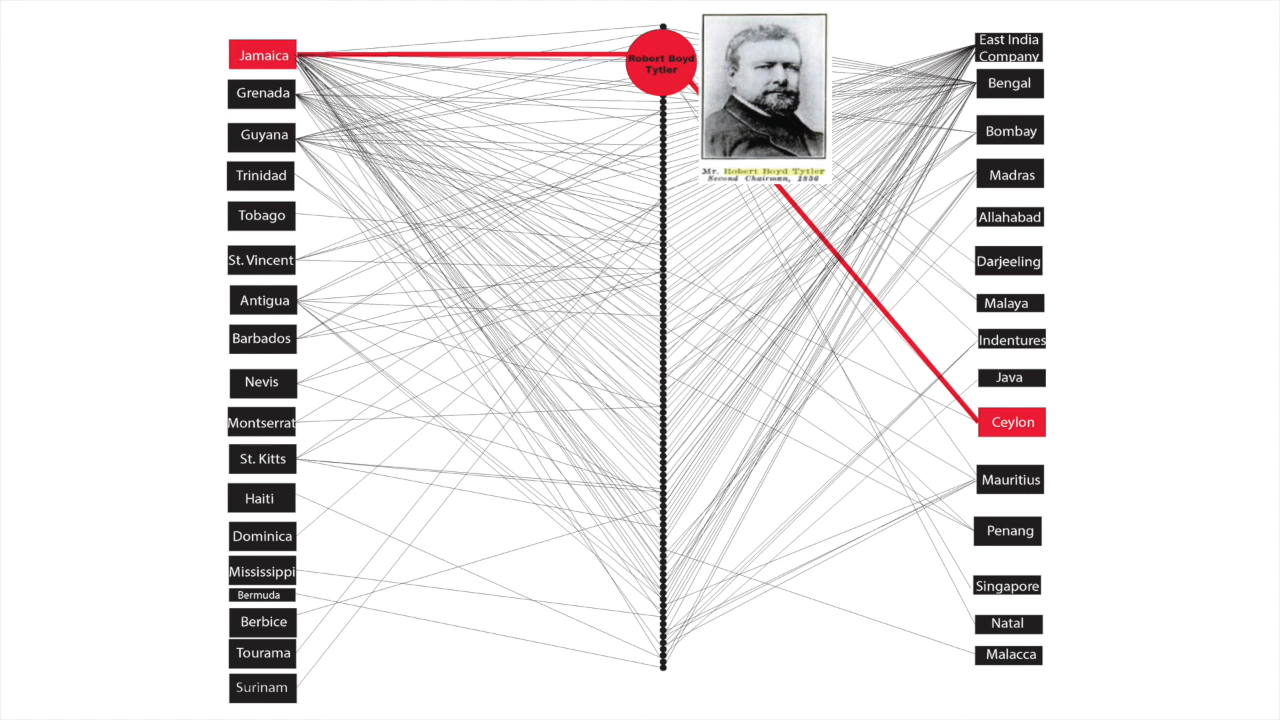 Jamaica
Grenada
Guyana
Trinidad
Tobago
St. Vincent
Antigua
Barbados
Nevis
Montserrat
St. Kitts
Haiti
Dominica
Mississippi
Bermuda
Berbice
Tourama
Surinam
Robert Boyd
Tytler
Mr. Robert Boyd Tytler
Second Chairman, 1856
East India
Company
Bengal
Bombay
Madras
Allahabad
Darjeeling
Malaya
Indentures
Java
Ceylon
Mauritius
Penang
Singapore
Natal
Malacca